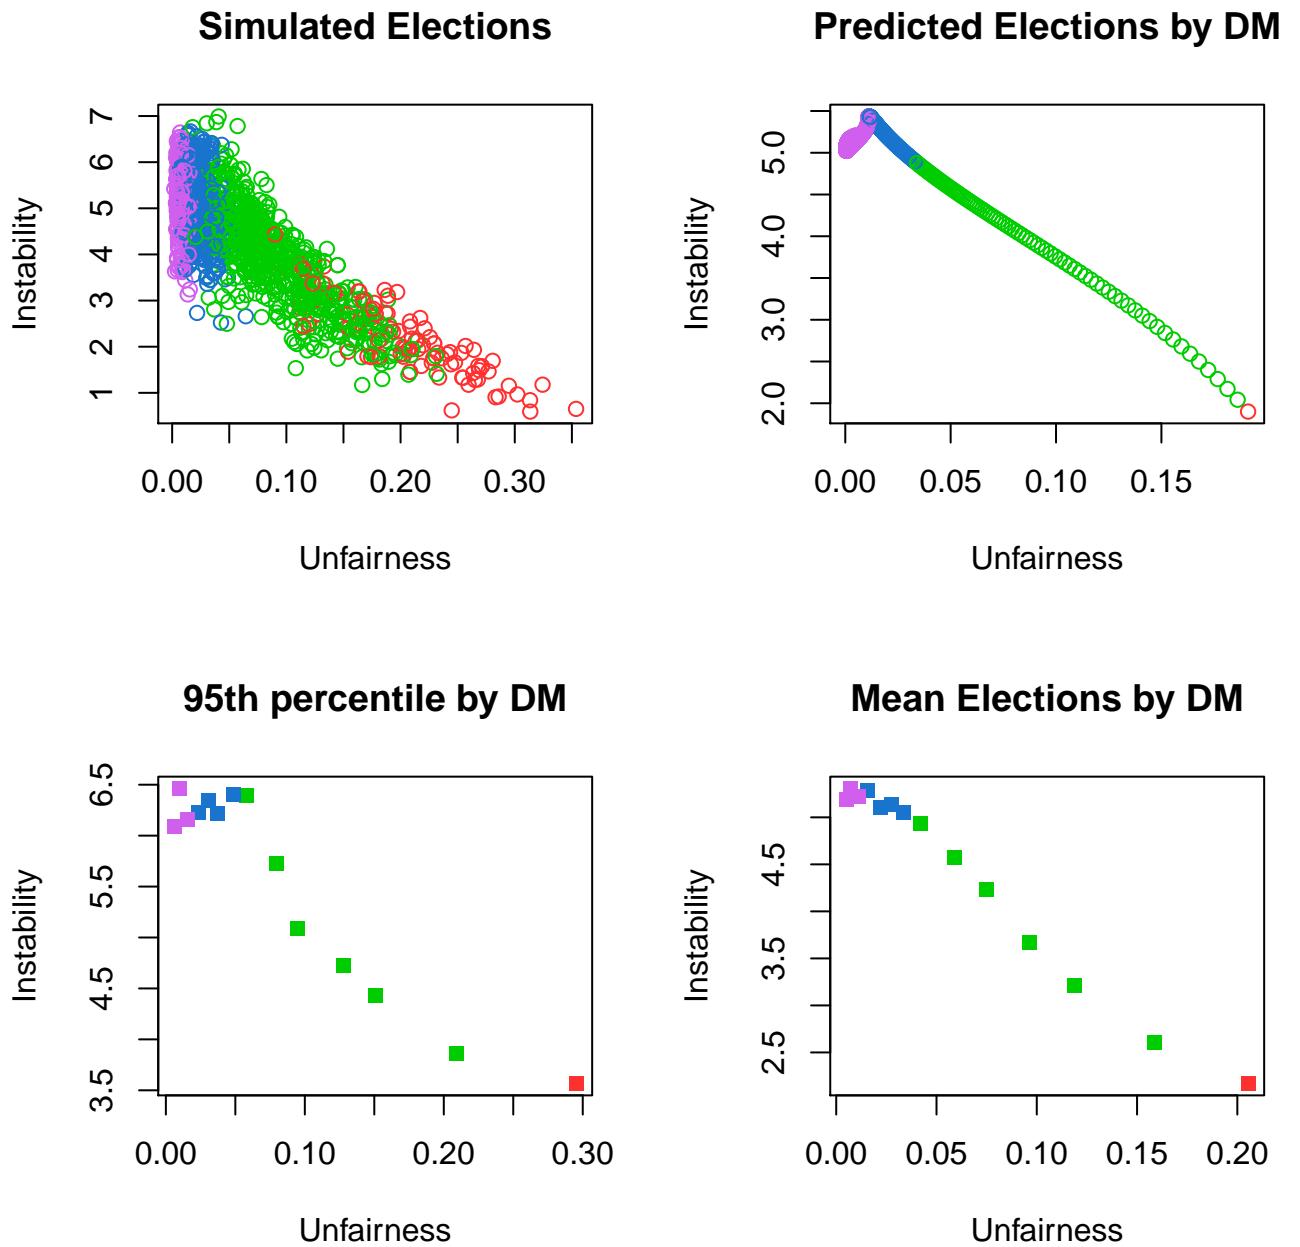 Simulated Elections
Instability
7
6
5
4
3
2
1
0.00 0.10 0.20 0.30
Unfairness
Predicted Elections by DM
Instability
5.0
4.0
3.0
2.0
0.00 0.05 0.10 0.15
Unfairness
95th percentile by DM
Instability
6.5
5.5
4.5
3.5
0.00 0.10 0.20 0.30
Unfairness
Mean Elections by DM
Instability
4.5
3.5
2.5
0.00 0.05 0.10 0.15 0.20
Unfairness